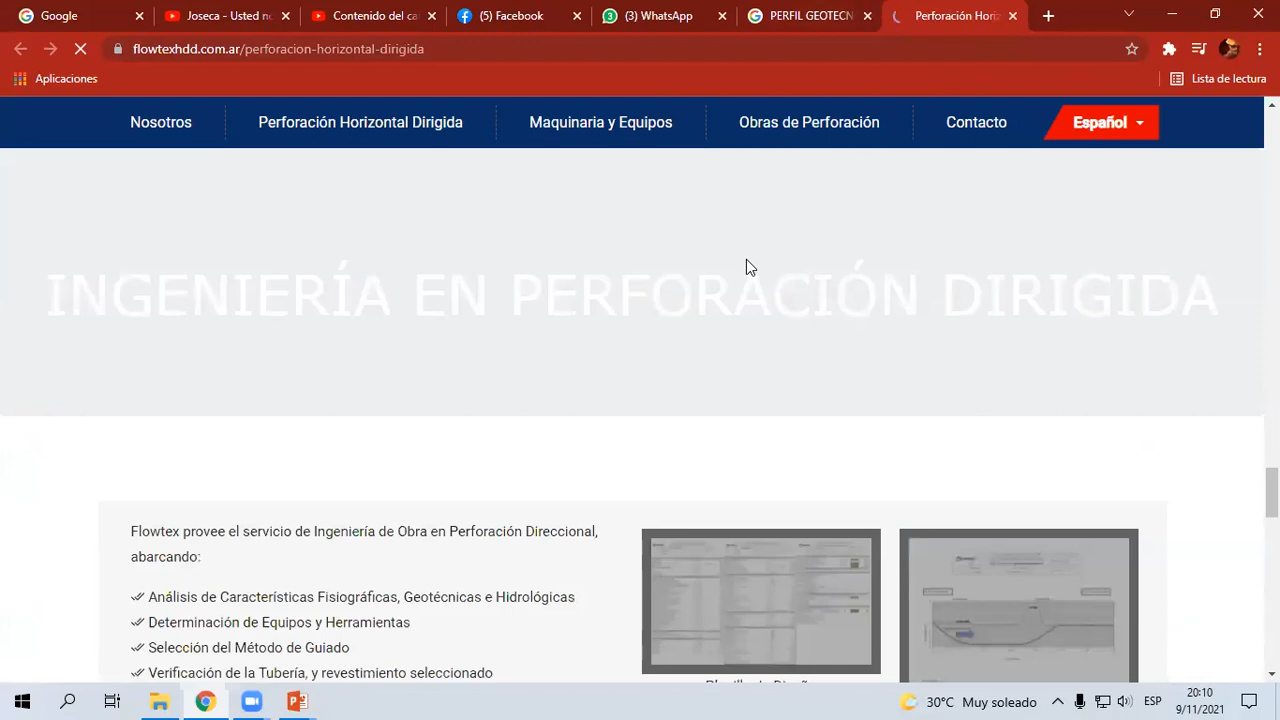 Google
Joseca - Usted n
Contenido del ca
(5) Facebook
(3) WhatsApp
PERFIL GEOTECN
Perforación Hori
flowtexhdd.com.ar/perforacion-horizontal-dirigida
Aplicaciones
Lista de lectura
Nosotros
Perforación Horizontal Dirigida
Maquinaria y Equipos
Obras de Perforación
Contacto
Español
INGENIERÍA EN PERFORACIÓN DIRIGIDA
Flowtex provee el servicio de Ingeniería de Obra en Perforación Direccional,
abarcando:
Análisis de Características Fisiográficas, Geotécnicas e Hidrológicas
Determinación de Equipos y Herramientas
Selección del Método de Guiado
Verificación de la Tubería, y revestimiento seleccionado
30°C Muy soleado
ESP
20:10
9/11/2021